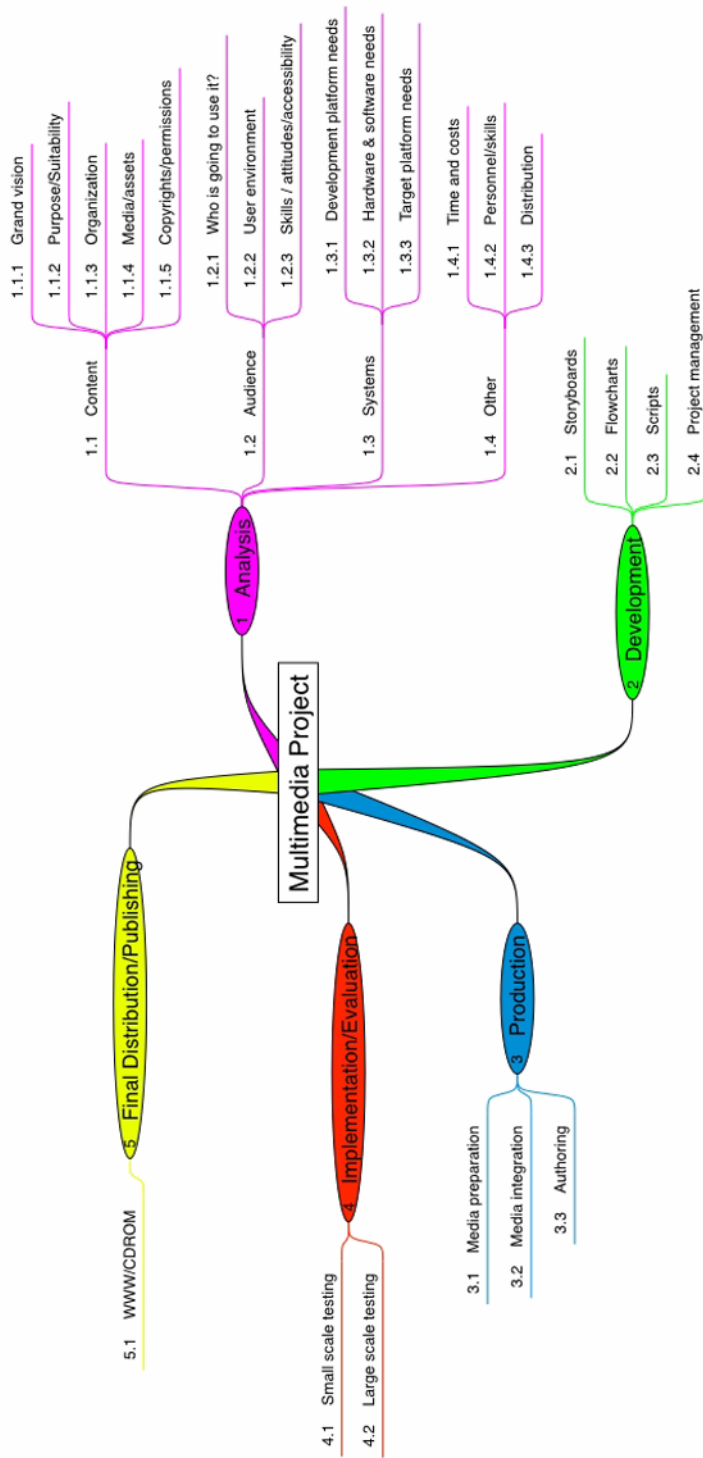 Multimedia Project
1 Analysis
1.1 Content
1.1.1 Grand vision
1.1.2 Purpose/Suitability
1.1.3 Organization
1.1.4 Media/assets
1.1.5 Copyrights/permissions
1.2 Audience
1.2.1 Who is going to use it?
1.2.2 User environment
1.2.3 Skills / attitudes/accessibility
1.3 Systems
1.3.1 Development platform needs
1.3.2 Hardware & software needs
1.3.3 Target platform needs
1.4 Other
1.4.1 Time and costs
1.4.2 Personnel/skills
1.4.3 Distribution
2 Development
2.1 Storyboards
2.2 Flowcharts
2.3 Scripts
2.4 Project management
3 Production
3.1 Media preparation
3.2 Media integration
3.3 Authoring
4 Implementation/Evaluation
4.1 Small scale testing
4.2 Large scale testing
5 Final Distribution/Publishing
5.1 WWW/CDROM